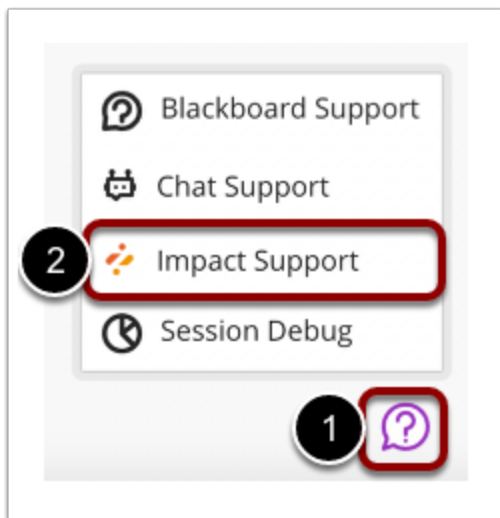 Blackboard Support
Chat Support
2 Impact Support
Session Debug
1